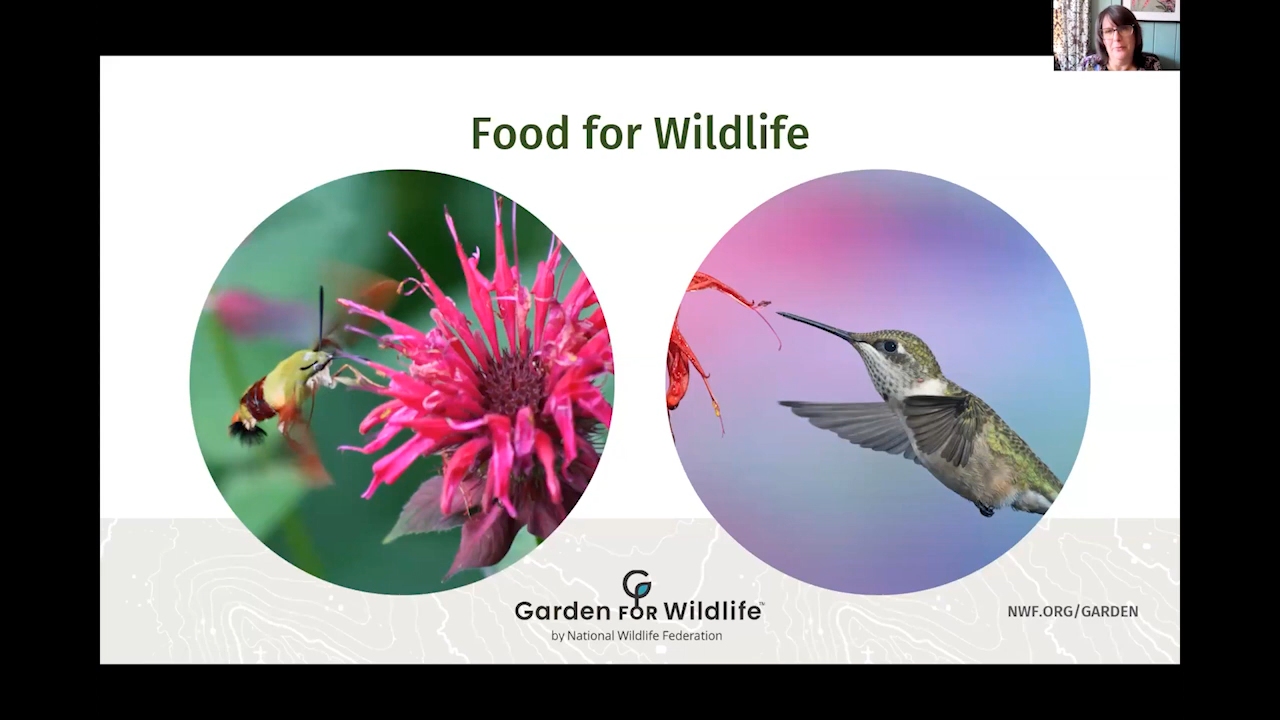 Food for Wildlife
Garden FOR Wildlife™
by National Wildlife Federation
NWF.ORG/GARDEN